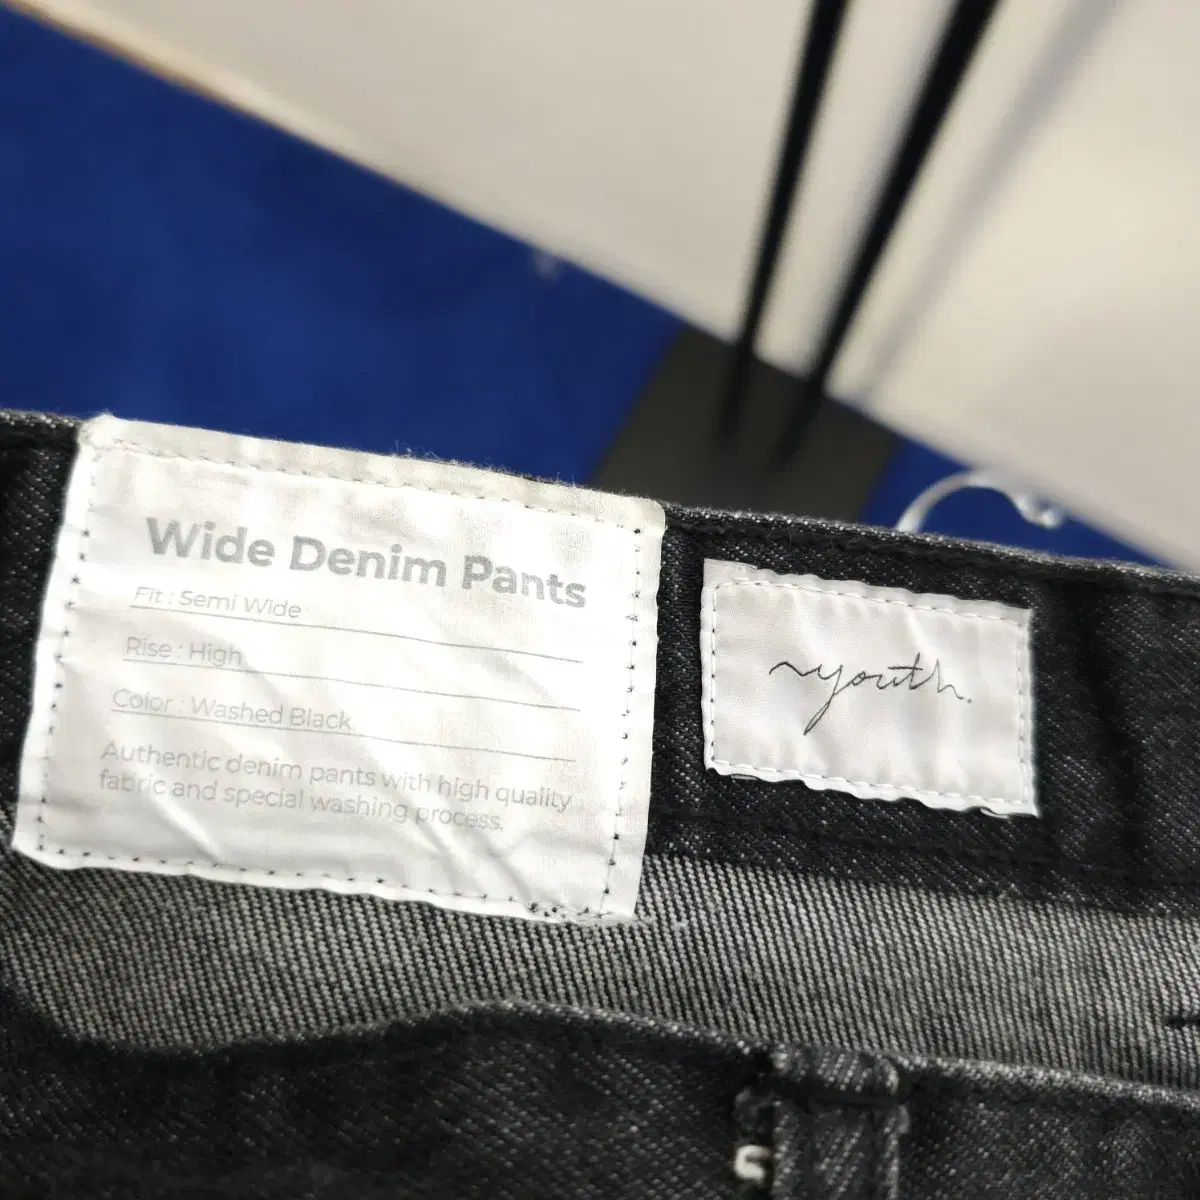 Wide Denim Pants
Fit : Semi Wide
Rise : High
Color : Washed Black
Authentic denim pants with high quality
fabric and special washing process.
youth.